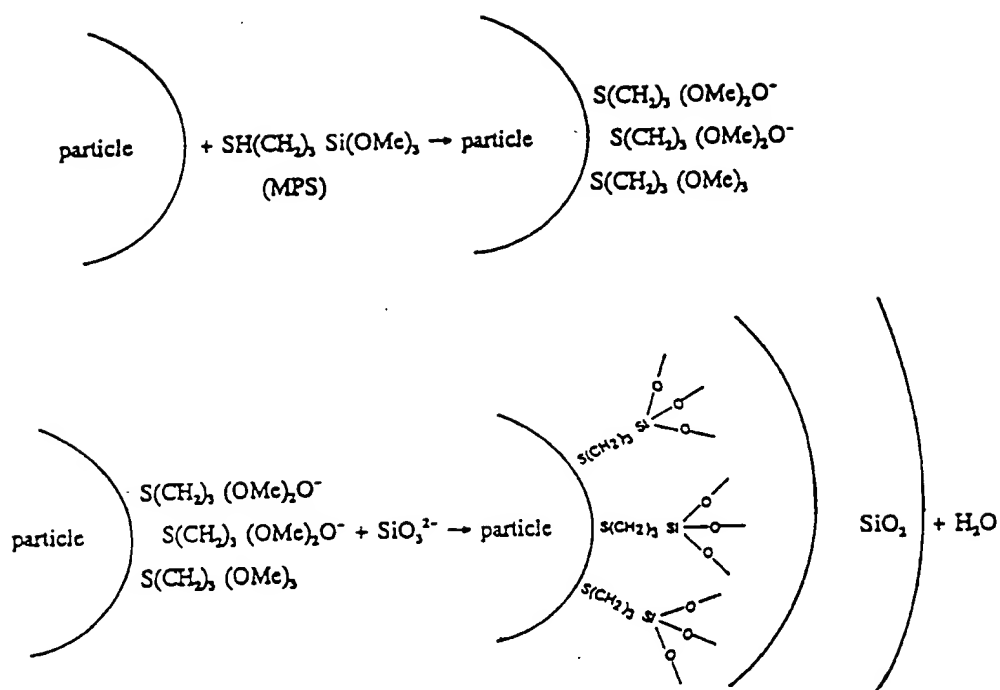 S(CH₂)₃ (OMe)₂O⁻
particle + SH(CH₂)₃ Si(OMe)₃ → particle S(CH₂)₃ (OMe)₂O⁻
(MPS) S(CH₂)₃ (OMe)₃
S(CH₂)₃ Si O O O
S(CH₂)₃ (OMe)₂O⁻
particle S(CH₂)₃ (OMe)₂O⁻ + SiO₃²⁻ → particle S(CH₂)₃ Si O O O SiO₂ + H₂O
S(CH₂)₃ (OMe)₃
S(CH₂)₃ Si O O O